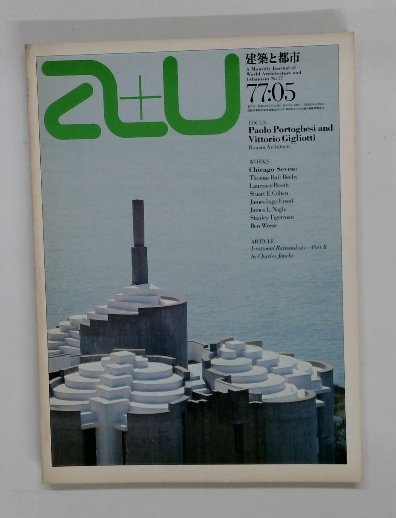 a+u
建築と都市
A Monthly Journal of
World Architecture and
Urbanism No.77
77:05
FOCUS:
Paolo Portoghesi and
Vittorio Gigliotti
WORKS:
Chicago Seven:
Thomas Hall Beeby
Laurence Booth
Stuart E. Cohen
James Ingo Freed
James L. Nagle
Stanley Tigerman
Ben Weese
ARTICLE:
Irrational Rationalists—Part II
by Charles Jencks